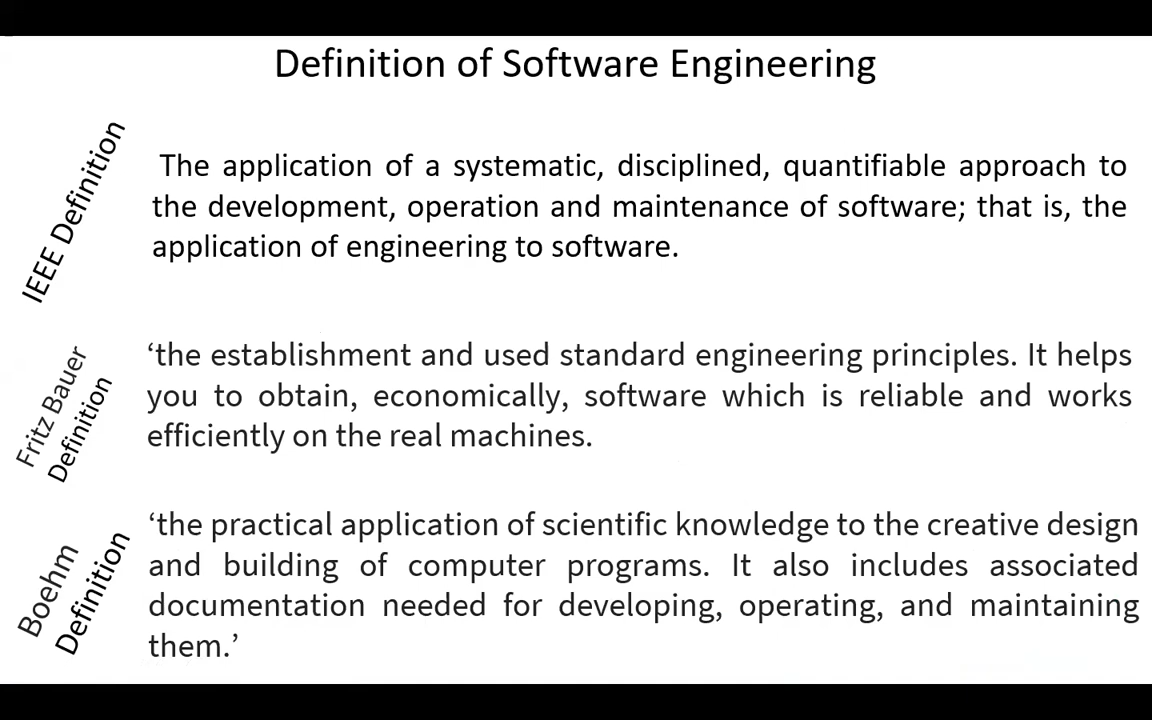 Definition of Software Engineering
IEEE Definition
The application of a systematic, disciplined, quantifiable approach to
the development, operation and maintenance of software; that is, the
application of engineering to software.
Fritz Bauer
Definition
‘the establishment and used standard engineering principles. It helps
you to obtain, economically, software which is reliable and works
efficiently on the real machines.
Boehm
Definition
‘the practical application of scientific knowledge to the creative design
and building of computer programs. It also includes associated
documentation needed for developing, operating, and maintaining
them.’